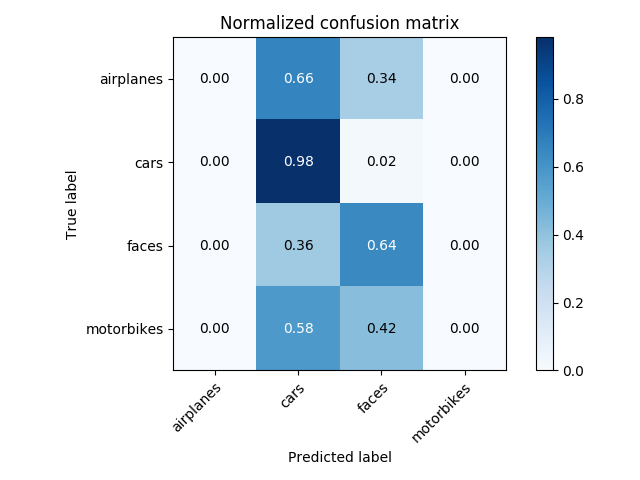 Normalized confusion matrix
True label
airplanes 0.00 0.66 0.34 0.00
cars 0.00 0.98 0.02 0.00
faces 0.00 0.36 0.64 0.00
motorbikes 0.00 0.58 0.42 0.00
airplanes cars faces motorbikes
Predicted label
0.8
0.6
0.4
0.2
0.0